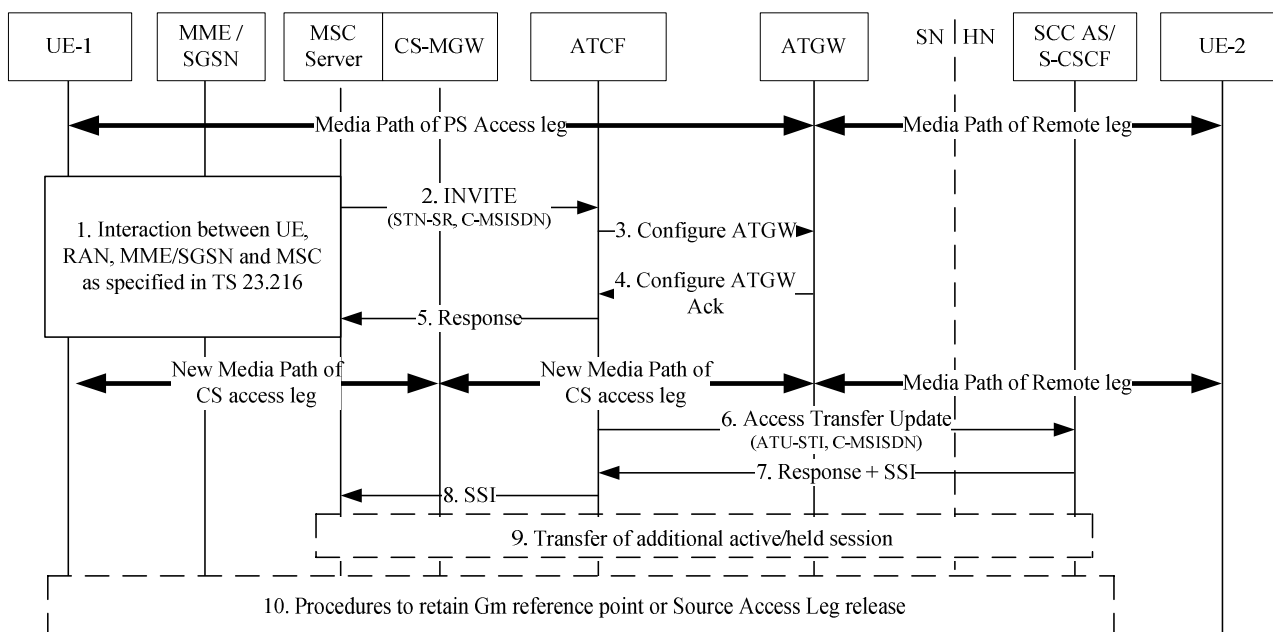 UE-1
MME /
SGSN
MSC
Server
CS-MGW
ATCF
ATGW
SN
HN
SCC AS/
S-CSCF
UE-2
Media Path of PS Access leg
Media Path of Remote leg
1. Interaction between UE,
RAN, MME/SGSN and MSC
as specified in TS 23.216
2. INVITE
(STN-SR, C-MSISDN)
3. Configure ATGW
4. Configure ATGW
Ack
5. Response
New Media Path of
CS access leg
New Media Path of
CS access leg
Media Path of Remote leg
6. Access Transfer Update
(ATU-STI, C-MSISDN)
7. Response + SSI
8. SSI
9. Transfer of additional active/held session
10. Procedures to retain Gm reference point or Source Access Leg release